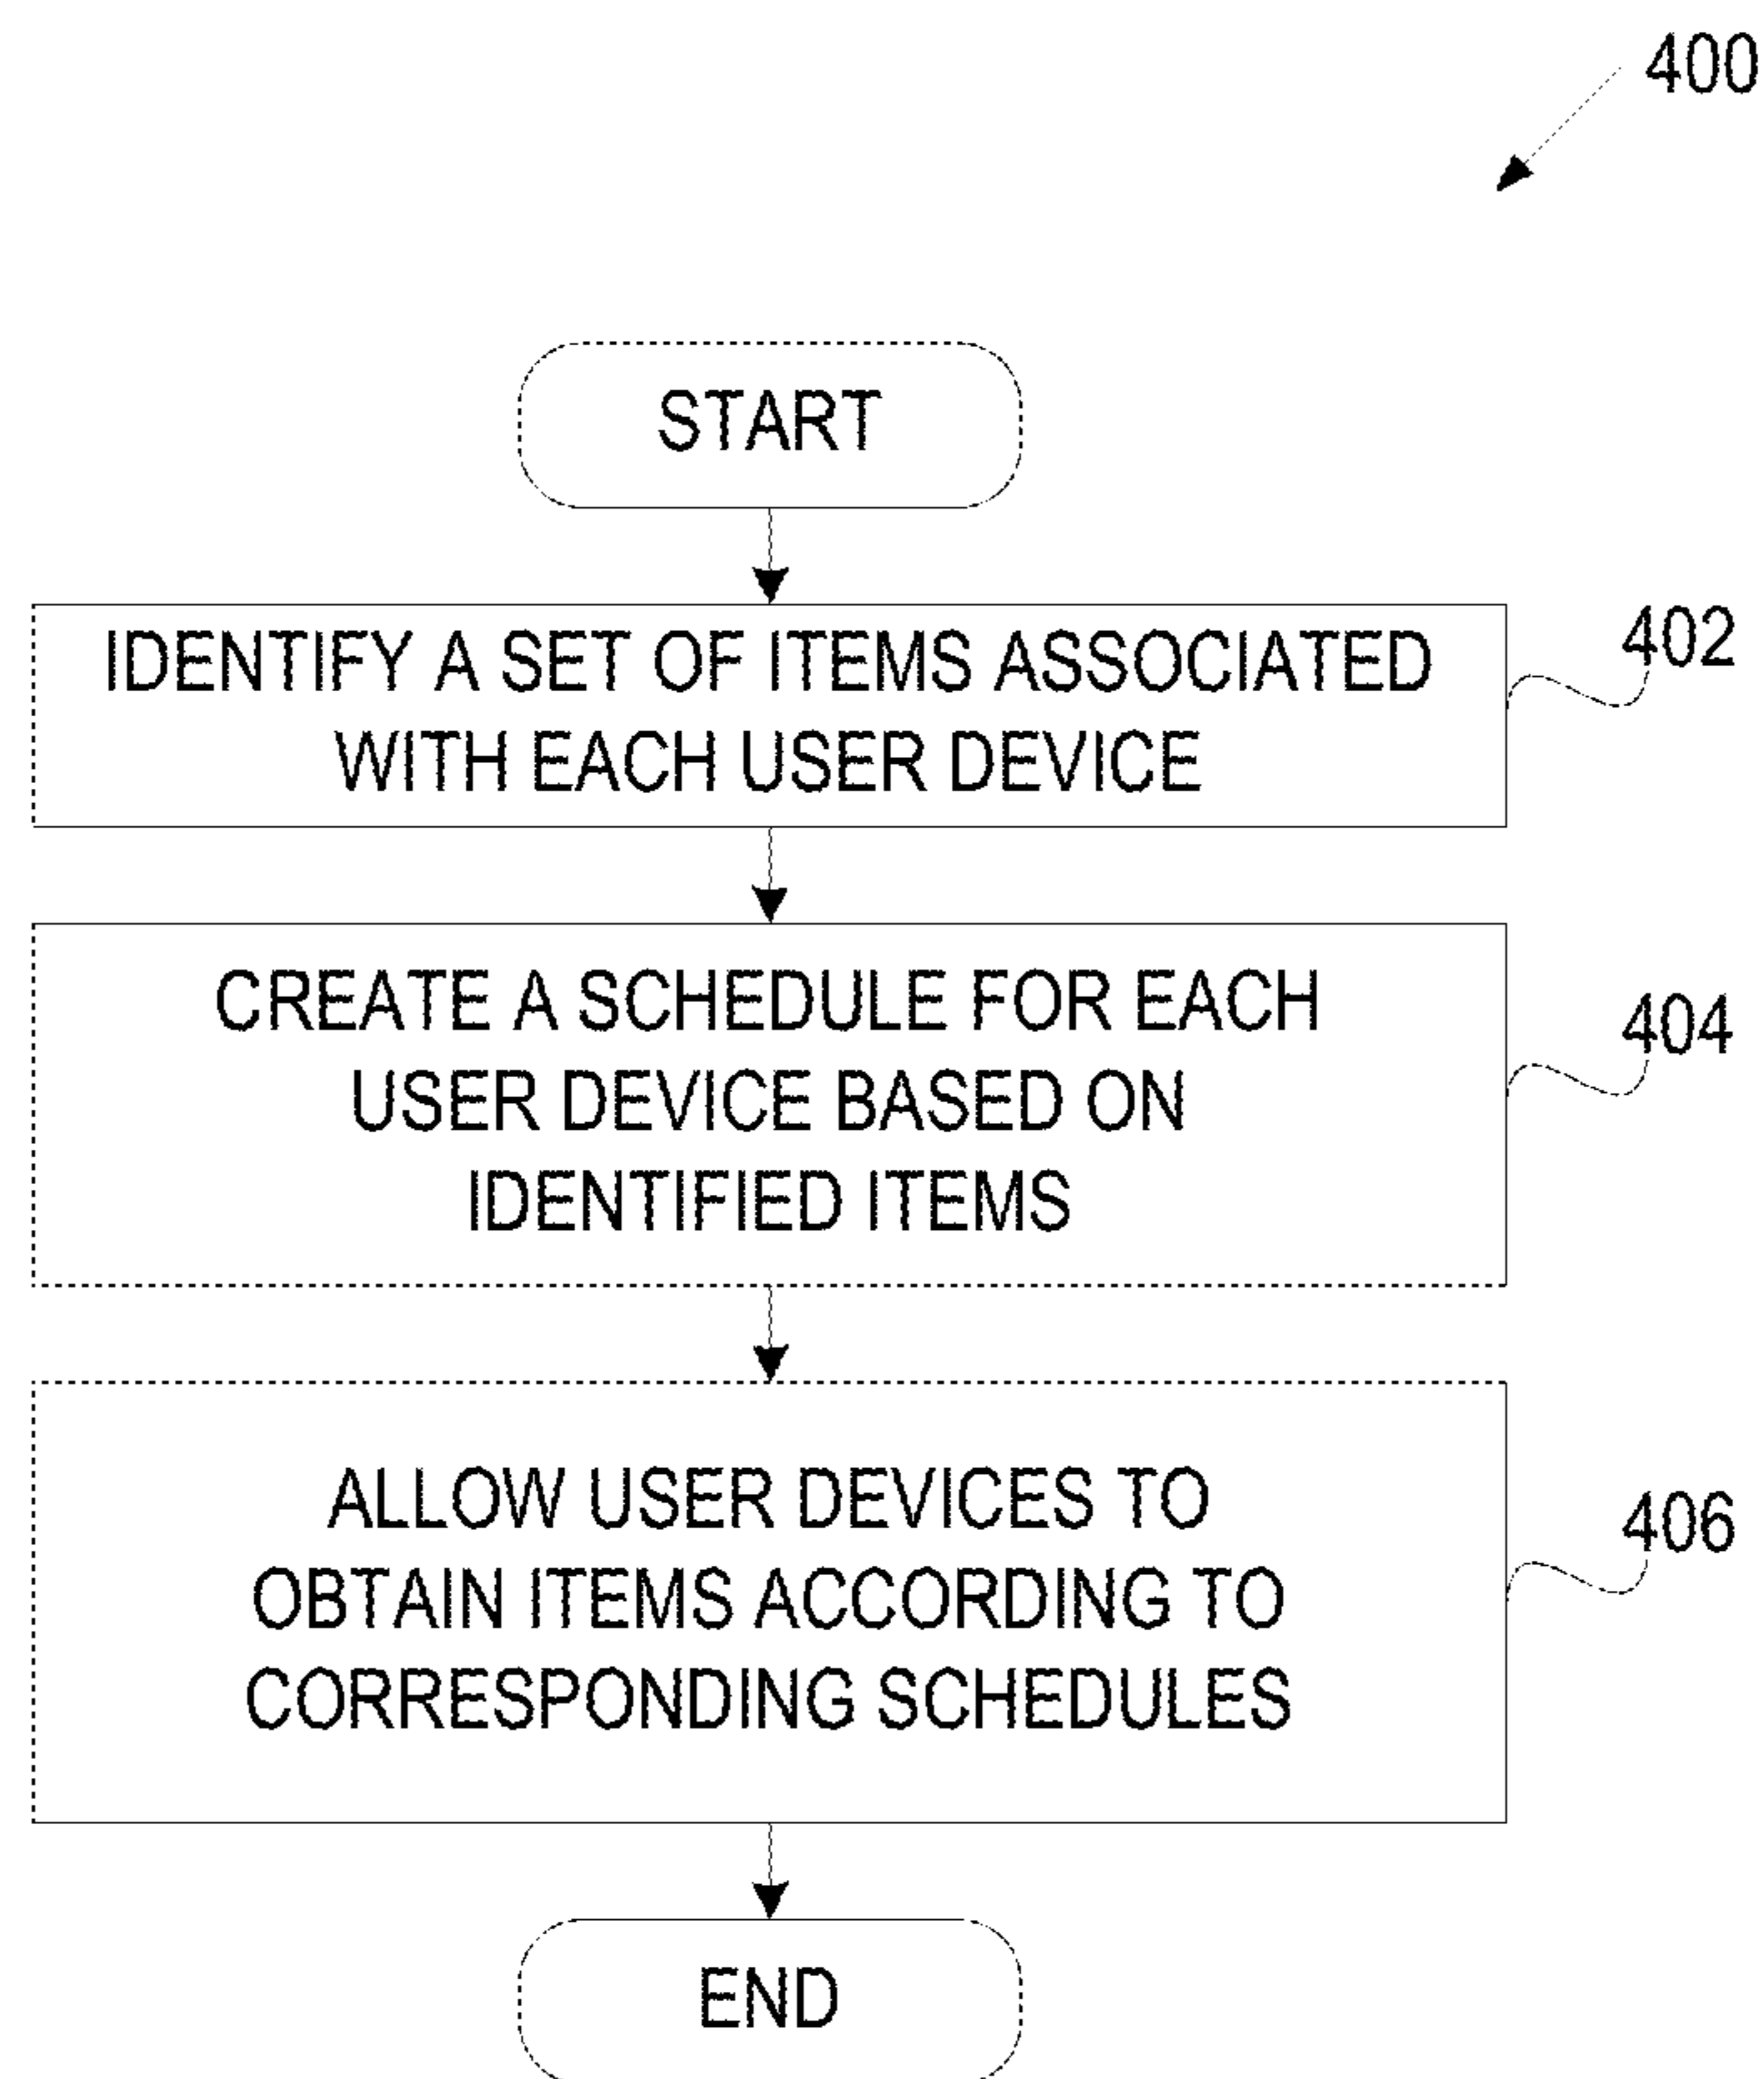 400
START
IDENTIFY A SET OF ITEMS ASSOCIATED
WITH EACH USER DEVICE
402
CREATE A SCHEDULE FOR EACH
USER DEVICE BASED ON
IDENTIFIED ITEMS
404
ALLOW USER DEVICES TO
OBTAIN ITEMS ACCORDING TO
CORRESPONDING SCHEDULES
406
END